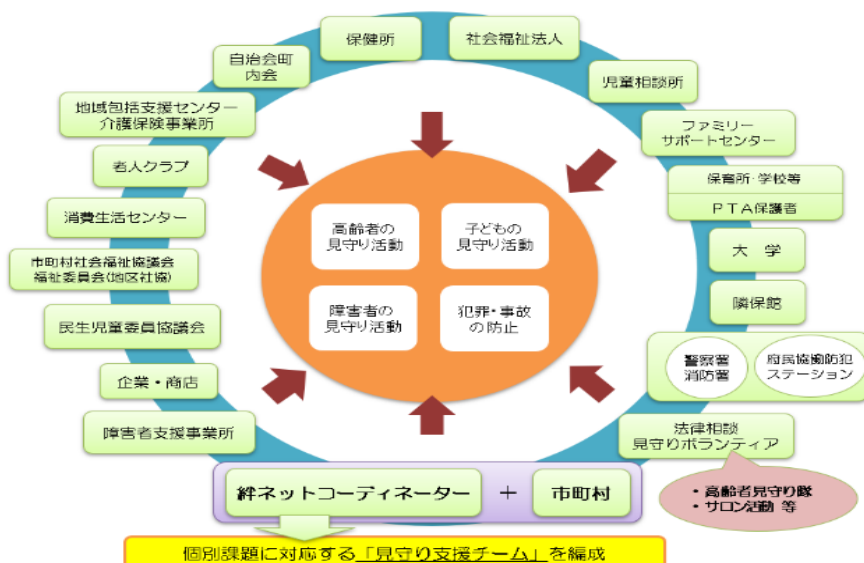 保健所
社会福祉法人
自治会町
内会
児童相談所
地域包括支援センター
介護保険事業所
ファミリー
サポートセンター
老人クラブ
保育所・学校等
PTA保護者
消費生活センター
高齢者の
見守り活動
子どもの
見守り活動
大 学
市町村社会福祉協議会
福祉委員会(地区社協)
隣保館
障害者の
見守り活動
犯罪・事故
の防止
民生児童委員協議会
警察署
消防署
府民協働防犯
ステーション
企業・商店
障害者支援事業所
法律相談
見守りボランティア
絆ネットコーディネーター + 市町村
・高齢者見守り隊
・サロン活動 等
個別課題に対応する「見守り支援チーム」を編成